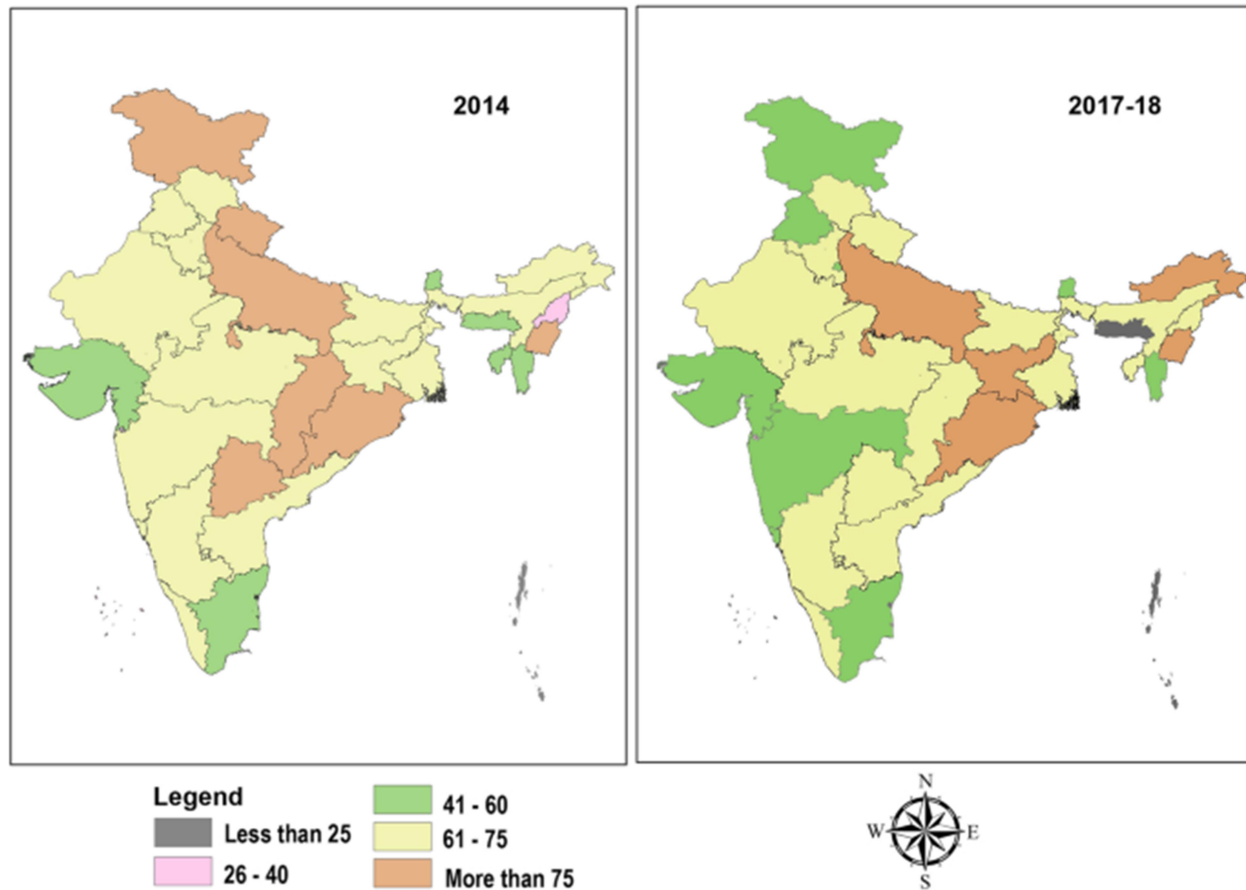 2014
2017-18
Legend
Less than 25
26 - 40
41 - 60
61 - 75
More than 75
N
W E
S